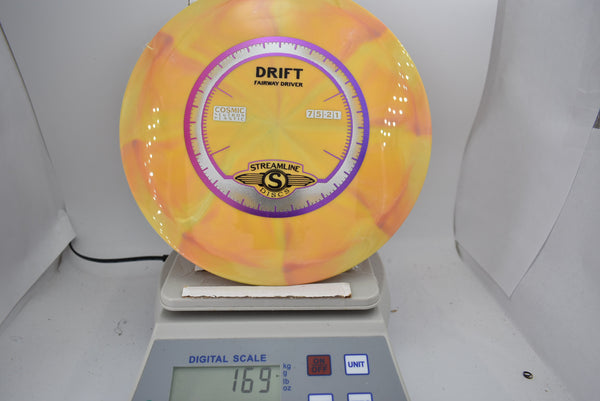 DRIFT
FAIRWAY DRIVER
COSMIC
7 5 -2 1
STREAMLINE
S
DISCS
DIGITAL SCALE
169
kg
g
lb
oz
ON
OFF
UNIT